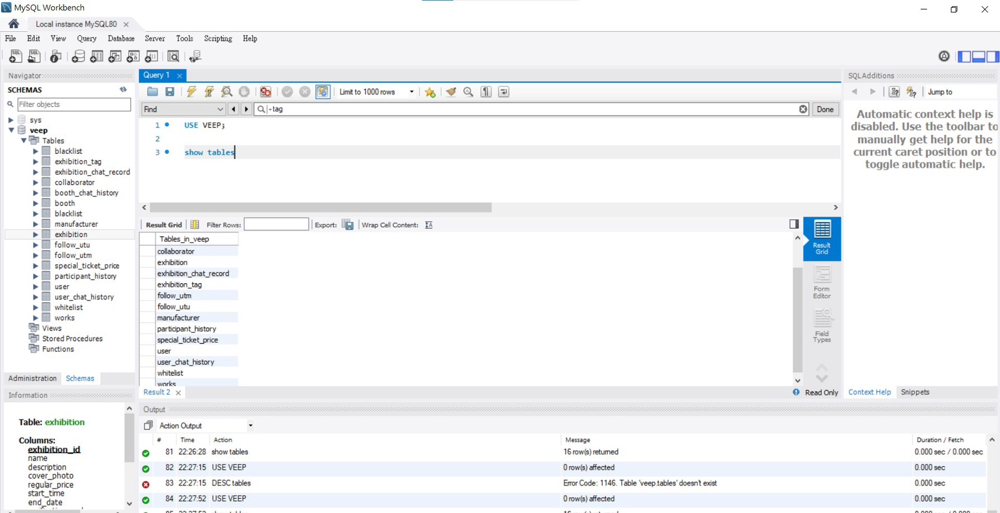 MySQL Workbench
Local instance MySQL80
File Edit View Query Database Server Tools Scripting Help
Navigator
SCHEMAS
Filter objects
sys
veep
Tables
blacklist
exhibition_tag
exhibition_chat_record
collaborator
booth_chat_history
booth
blacklist
manufacturer
exhibition
follow_utu
follow_utm
special_ticket_price
participant_history
user
user_chat_history
whitelist
works
Views
Stored Procedures
Functions
Administration Schemas
Information
Table: exhibition
Columns:
exhibition_id
name
description
cover_photo
regular_price
start_time
end_date
Query 1
Limit to 1000 rows
Find
tag
Done
1 USE VEEP;
2
3 show tables
Result Grid Filter Rows: Export: Wrap Cell Content:
Tables_in_veep
collaborator
exhibition
exhibition_chat_record
exhibition_tag
follow_utm
follow_utu
manufacturer
participant_history
special_ticket_price
user
user_chat_history
whitelist
works
Result Grid
Form Editor
Field Types
Result 2
Read Only
SQLAdditions
Jump to
Automatic context help is
disabled. Use the toolbar to
manually get help for the
current caret position or to
toggle automatic help.
Context Help Snippets
Output
Action Output
# Time Action Message Duration / Fetch
81 22:26:28 show tables 16 row(s) returned 0.000 sec / 0.000 sec
82 22:27:15 USE VEEP 0 row(s) affected 0.000 sec
83 22:27:15 DESC tables Error Code: 1146. Table 'veep.tables' doesn't exist 0.000 sec
84 22:27:52 USE VEEP 0 row(s) affected 0.000 sec